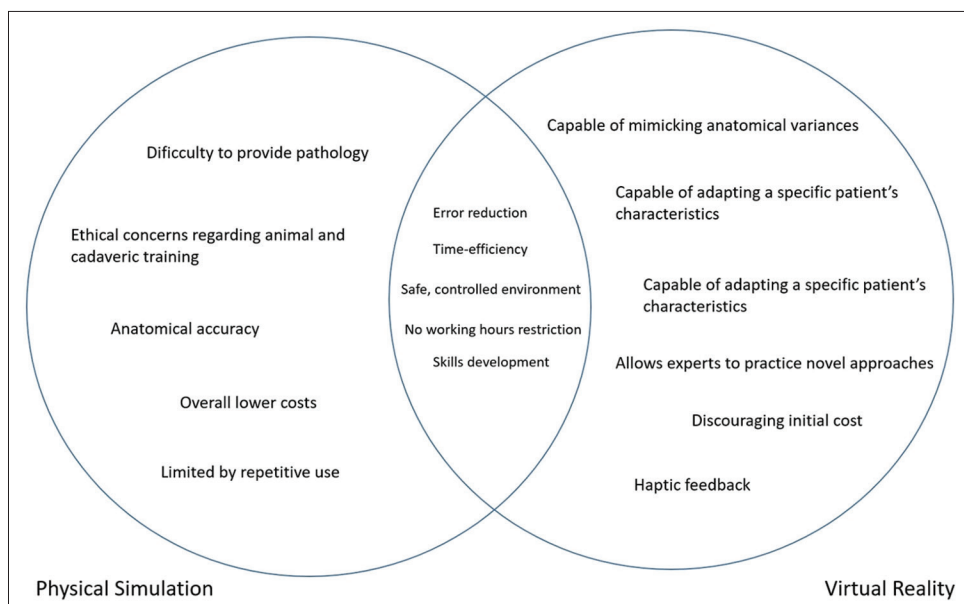 Dificculty to provide pathology
Ethical concerns regarding animal and
cadaveric training
Anatomical accuracy
Overall lower costs
Limited by repetitive use
Error reduction
Time-efficiency
Safe, controlled environment
No working hours restriction
Skills development
Capable of mimicking anatomical variances
Capable of adapting a specific patient's
characteristics
Capable of adapting a specific patient's
characteristics
Allows experts to practice novel approaches
Discouraging initial cost
Haptic feedback
Physical Simulation
Virtual Reality